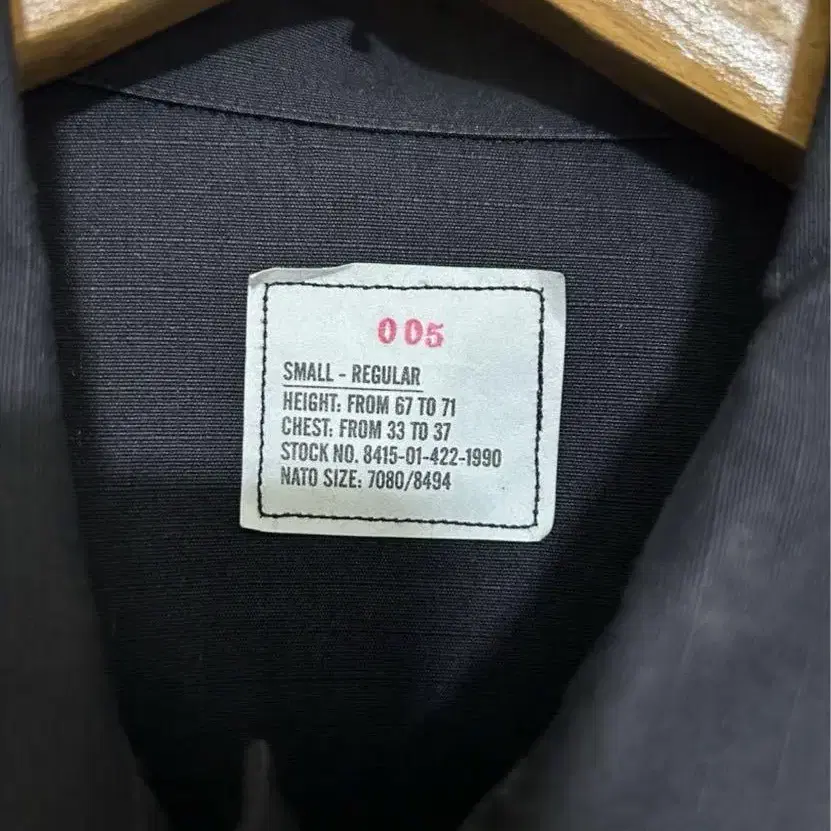 005
SMALL - REGULAR
HEIGHT: FROM 67 TO 71
CHEST: FROM 33 TO 37
STOCK NO. 8415-01-422-1990
NATO SIZE: 7080/8494